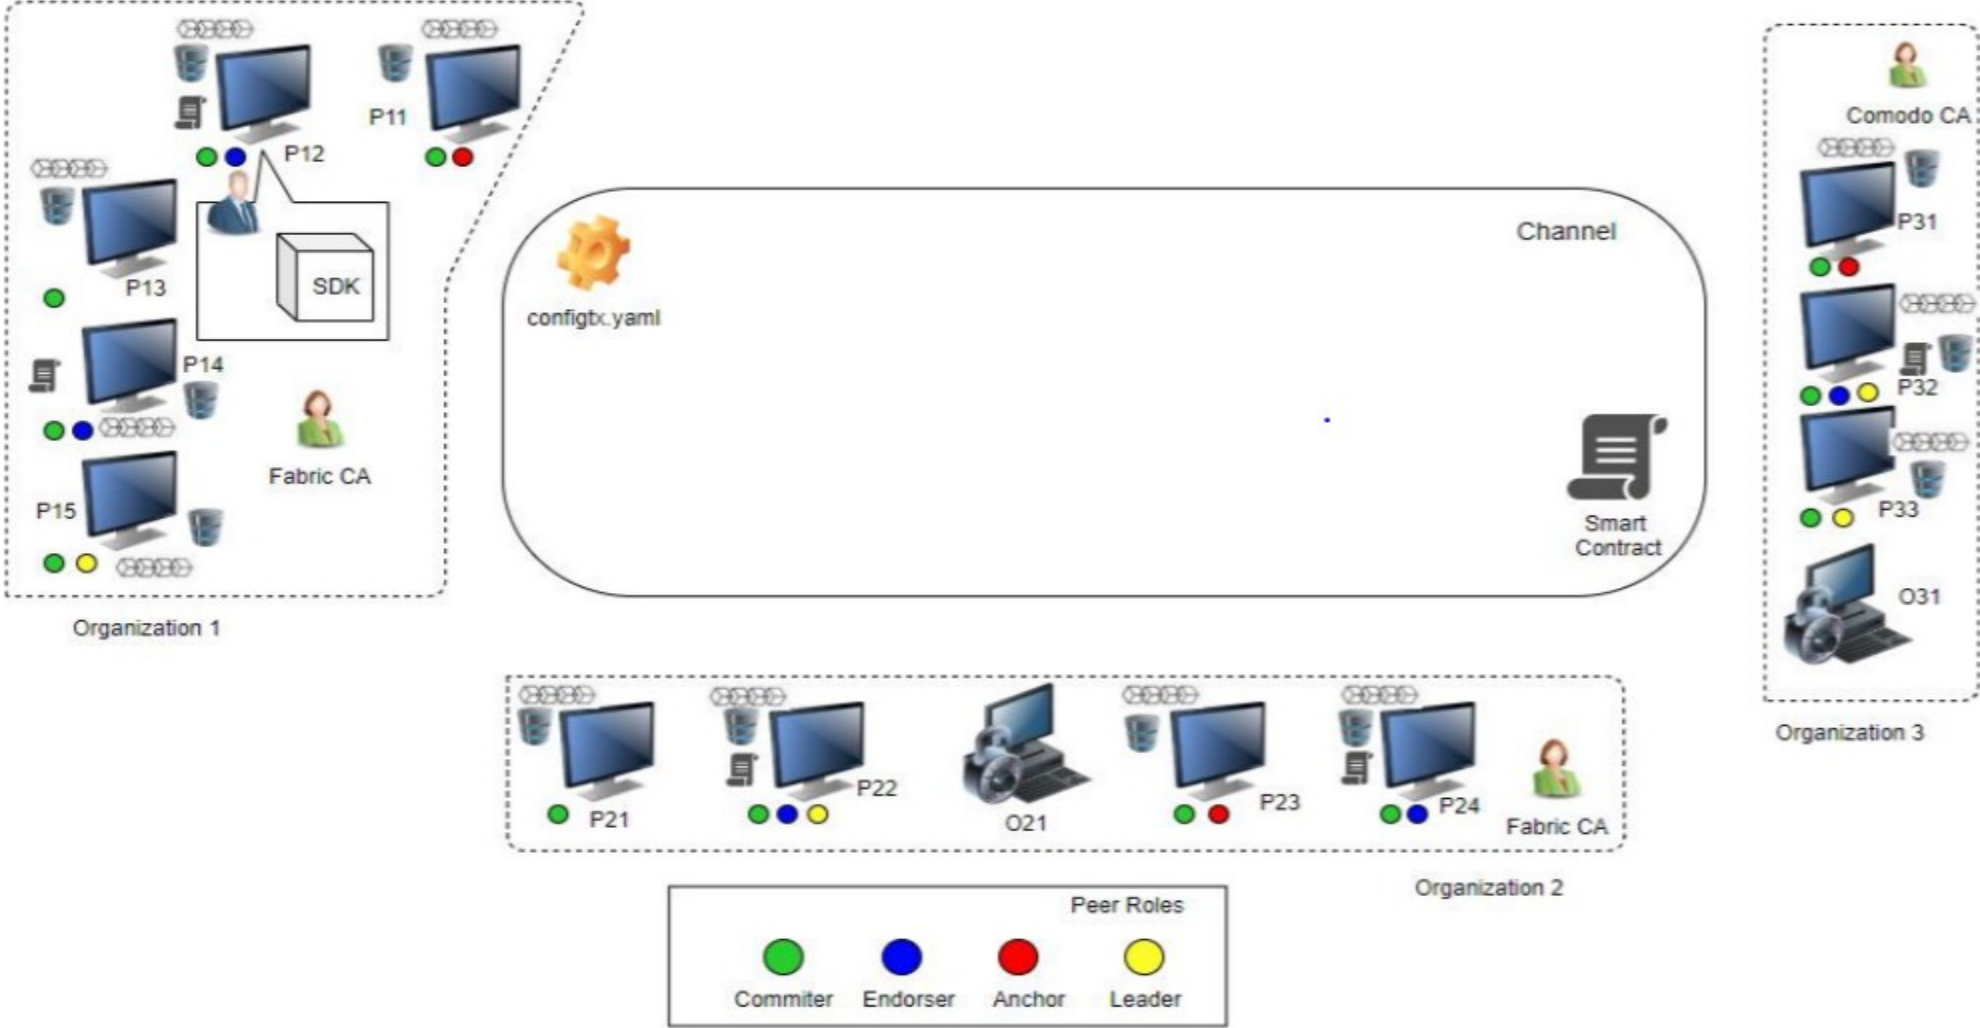 P12
P11
P13
SDK
P14
P15
Fabric CA
Organization 1
configtx.yaml
Channel
Smart
Contract
Comodo CA
P31
P32
P33
O31
Organization 3
P21
P22
O21
P23
P24
Fabric CA
Organization 2
Peer Roles
Commiter
Endorser
Anchor
Leader